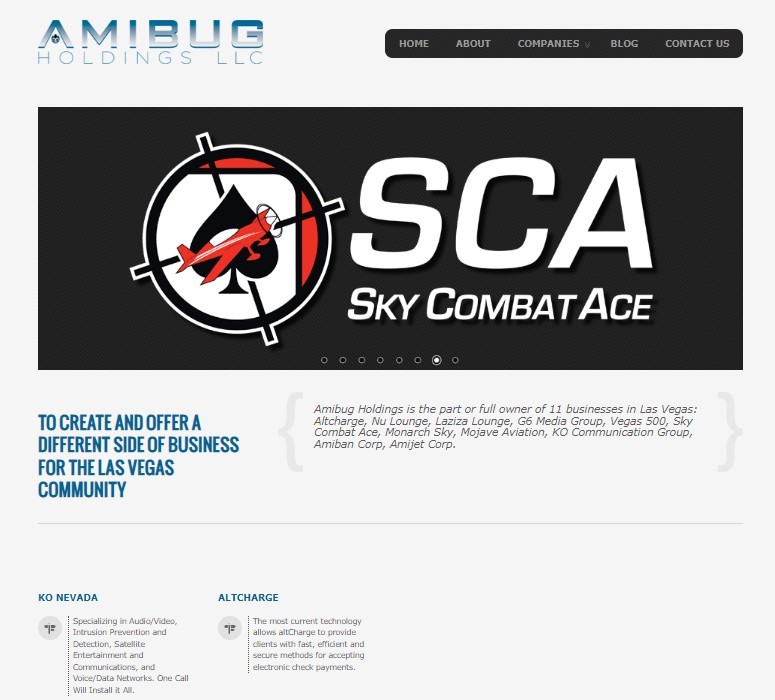 AMIBUG
HOLDINGS LLC
HOME ABOUT COMPANIES BLOG CONTACT US
SCA
SKY COMBAT ACE
TO CREATE AND OFFER A
DIFFERENT SIDE OF BUSINESS
FOR THE LAS VEGAS
COMMUNITY
{ Amibug Holdings is the part or full owner of 11 businesses in Las Vegas: }
Altcharge, Nu Lounge, Laziza Lounge, G6 Media Group, Vegas 500, Sky
Combat Ace, Monarch Sky, Mojave Aviation, KO Communication Group,
Amiban Corp, Amijet Corp.
KO NEVADA
Specializing in Audio/Video,
Intrusion Prevention and
Detection, Satellite
Entertainment and
Communications, and
Voice/Data Networks. One Call
Will Install it All.
ALTCHARGE
The most current technology
allows altCharge to provide
clients with fast, efficient and
secure methods for accepting
electronic check payments.